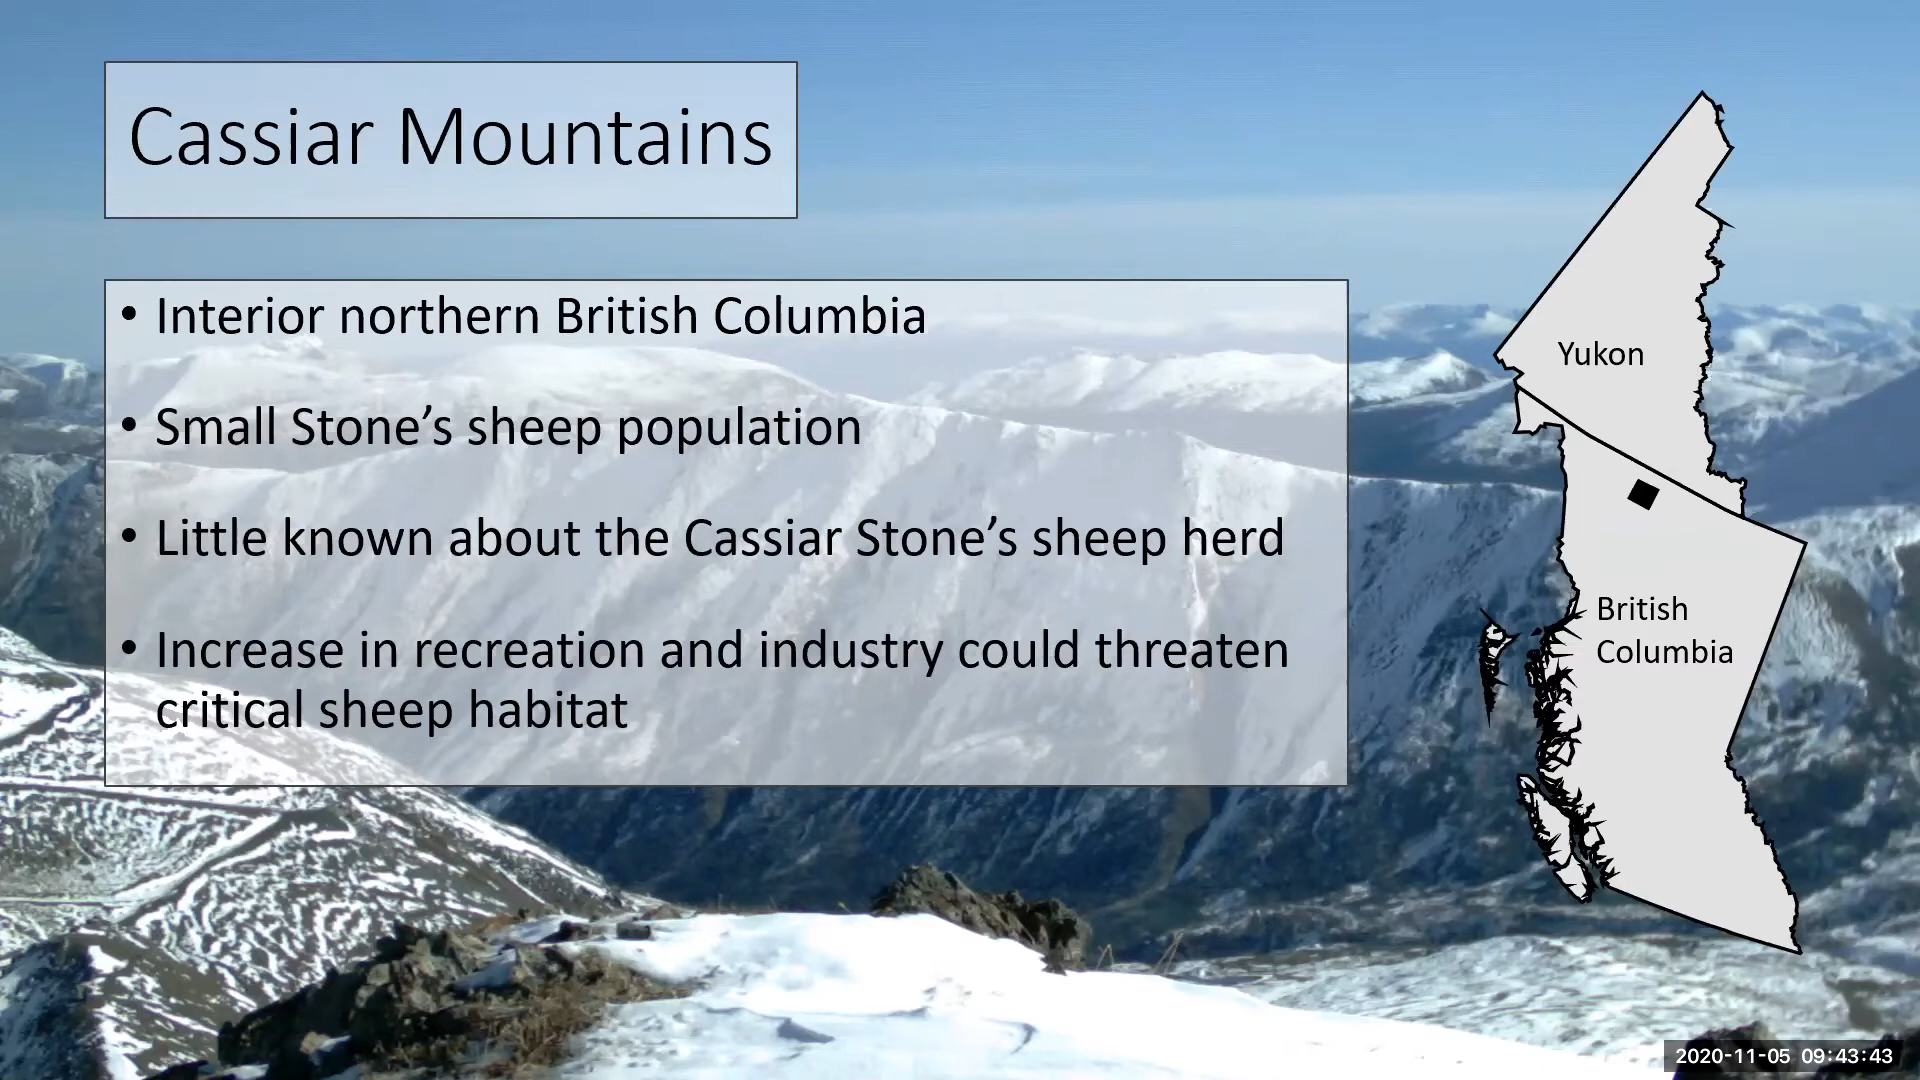 Cassiar Mountains
• Interior northern British Columbia
• Small Stone’s sheep population
• Little known about the Cassiar Stone’s sheep herd
• Increase in recreation and industry could threaten
critical sheep habitat
Yukon
British
Columbia
2020-11-05 09:43:43